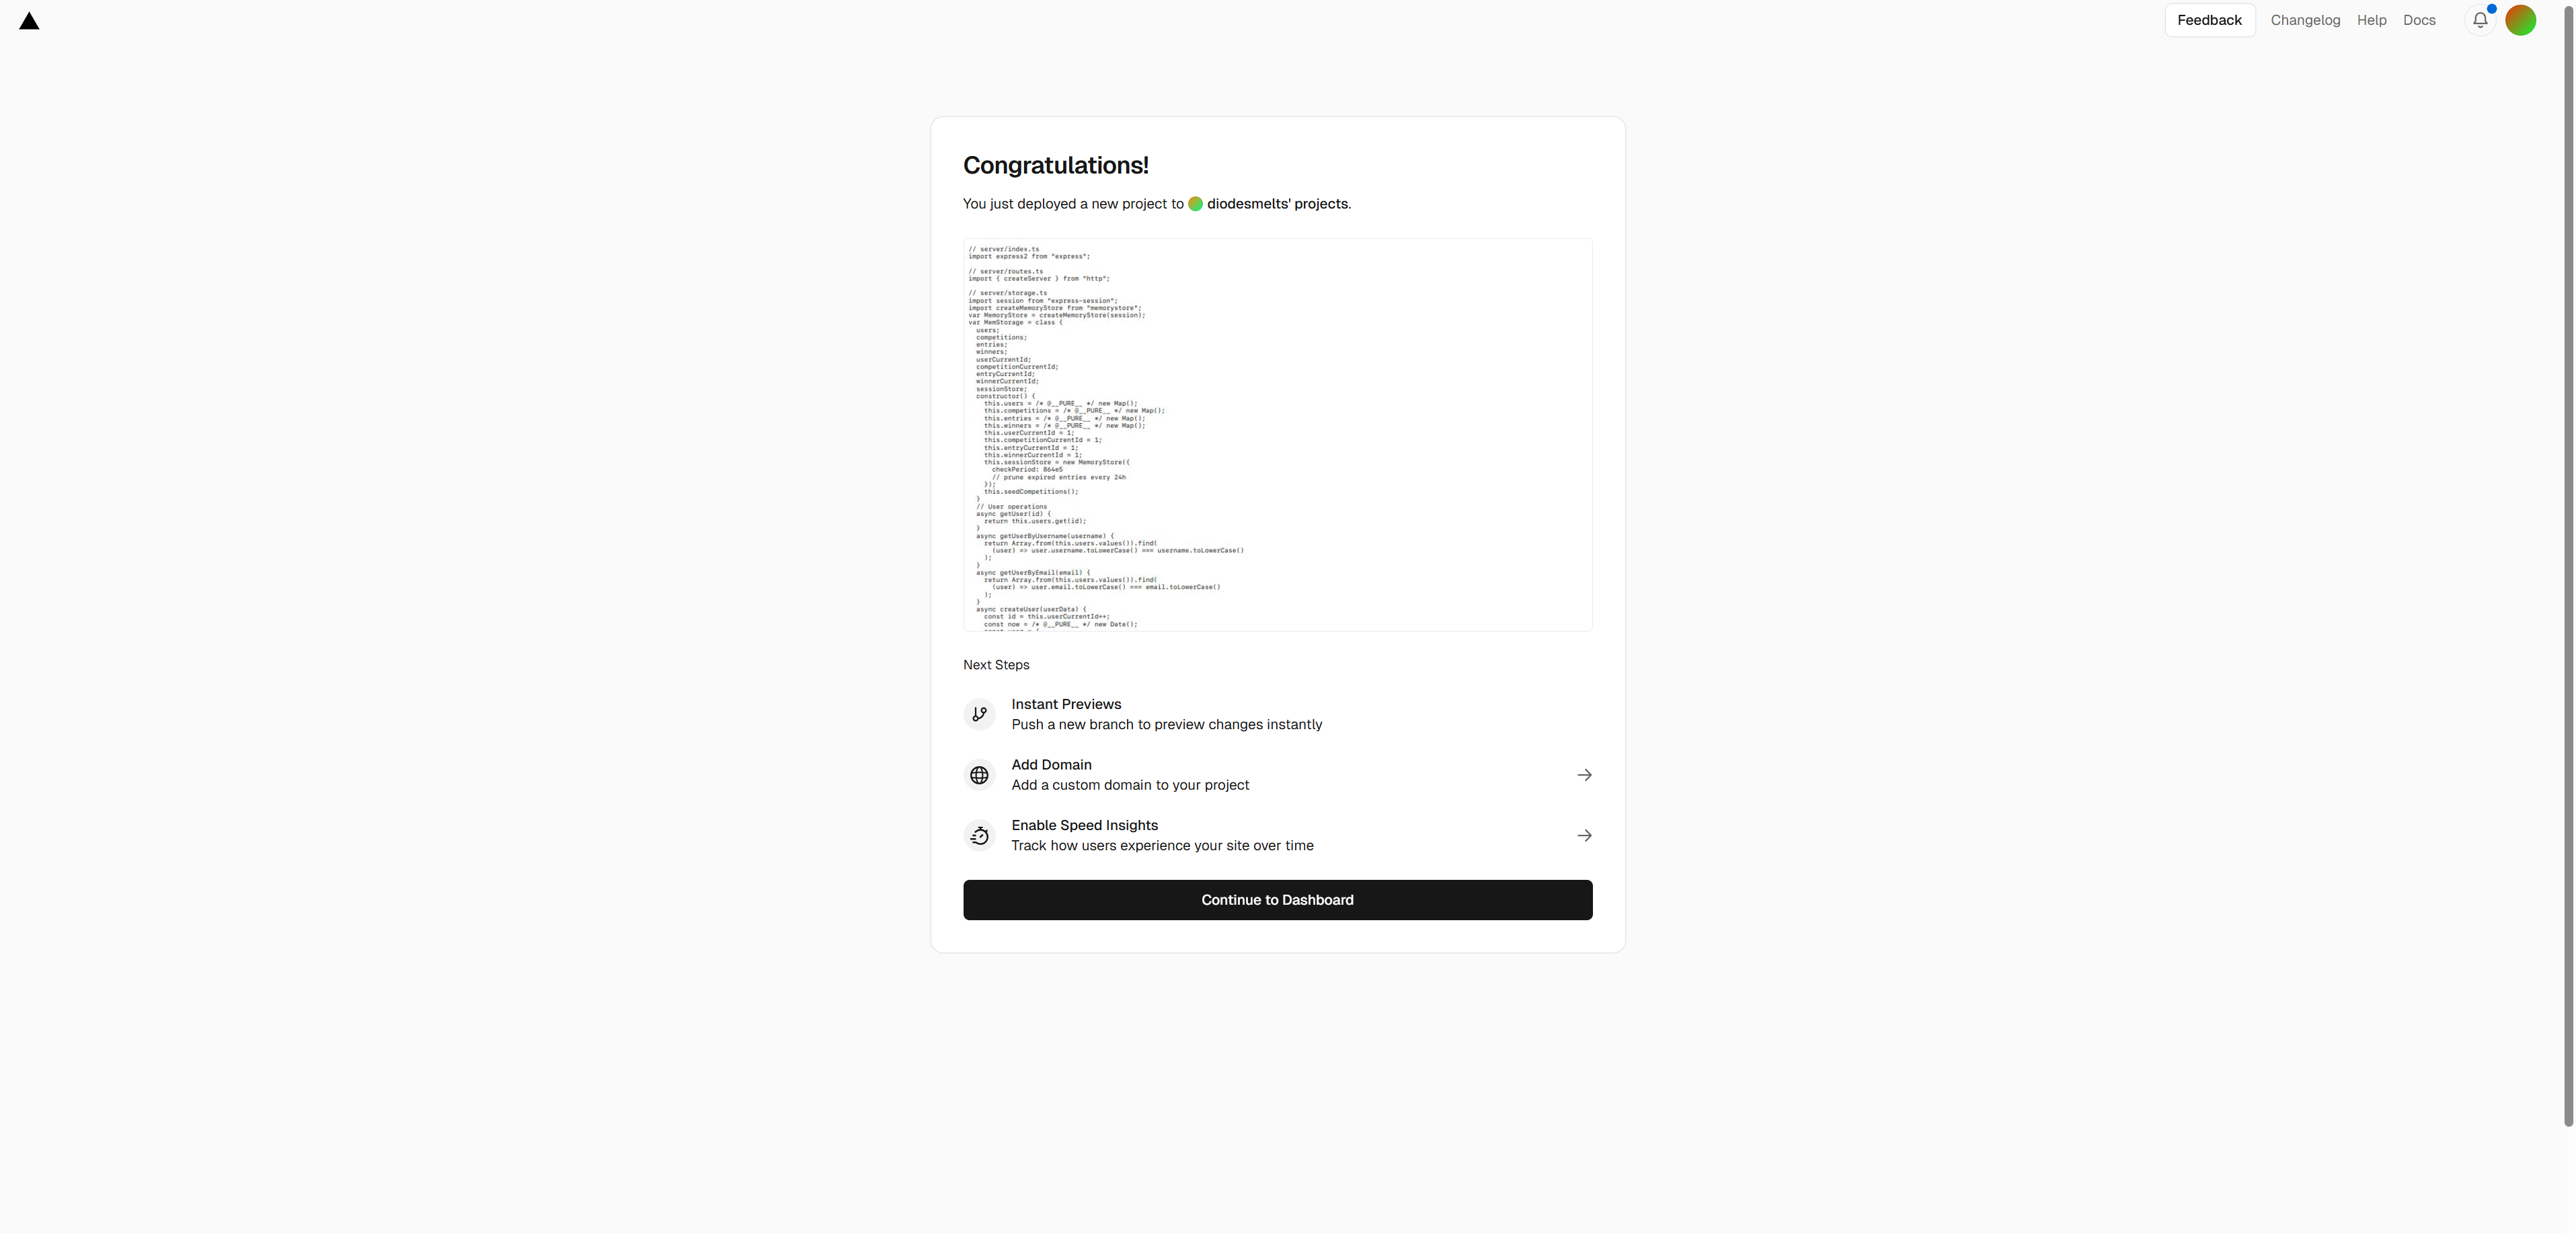 Feedback Changelog Help Docs
Congratulations!
You just deployed a new project to diodesmelts' projects.
// server/index.ts
import express2 from "express";
// server/routes.ts
import { createServer } from "http";
// server/storage.ts
import session from "express-session";
import createMemoryStore from "memorystore";
var MemoryStore = createMemoryStore(session);
var MemStorage = class {
users;
competitions;
entries;
winners;
userCurrentId;
competitionCurrentId;
entryCurrentId;
winnerCurrentId;
sessionStore;
constructor() {
this.users = /* @__PURE__ */ new Map();
this.competitions = /* @__PURE__ */ new Map();
this.entries = /* @__PURE__ */ new Map();
this.winners = /* @__PURE__ */ new Map();
this.userCurrentId = 1;
this.competitionCurrentId = 1;
this.entryCurrentId = 1;
this.winnerCurrentId = 1;
this.sessionStore = new MemoryStore({
checkPeriod: 864e5
// prune expired entries every 24h
});
this.seedCompetitions();
}
// User operations
async getUser(id) {
return this.users.get(id);
}
async getUserByUsername(username) {
return Array.from(this.users.values()).find(
(user) => user.username.toLowerCase() === username.toLowerCase()
);
}
async getUserByEmail(email) {
return Array.from(this.users.values()).find(
(user) => user.email.toLowerCase() === email.toLowerCase()
);
}
async createUser(userData) {
const id = this.userCurrentId++;
const now = /* @__PURE__ */ new Date();
Next Steps
Instant Previews
Push a new branch to preview changes instantly
Add Domain
Add a custom domain to your project
Enable Speed Insights
Track how users experience your site over time
Continue to Dashboard